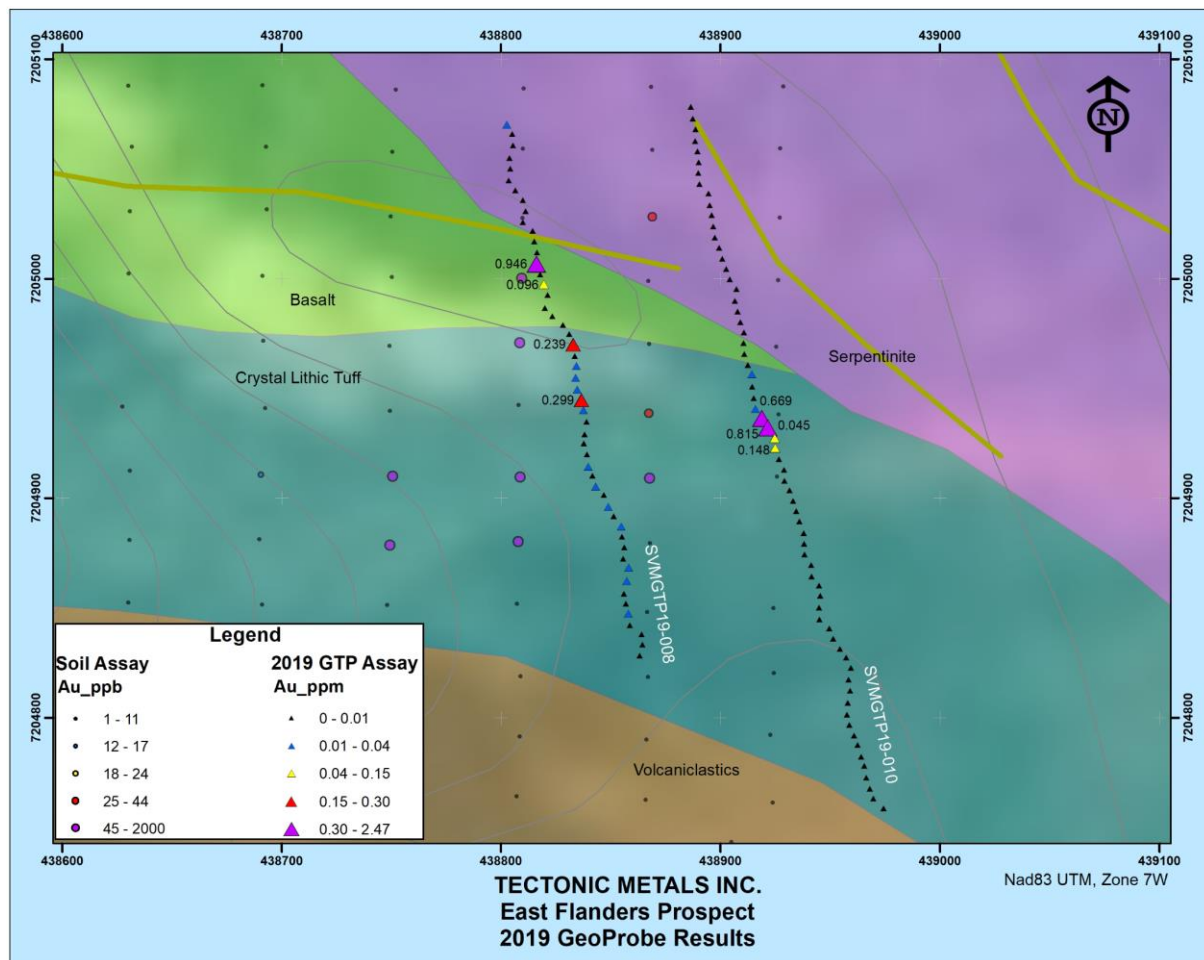 438600 438700 438800 438900 439000 439100
7205100 7205100
N
0.946
7205000 7205000
0.096
Basalt
0.239
Serpentinite
Crystal Lithic Tuff
0.669
0.299
0.045
0.815
0.148
7204900 7204900
SVMGTP19-008
Legend
Soil Assay 2019 GTP Assay
Au_ppb Au_ppm
1 - 11 0 - 0.01
12 - 17 0.01 - 0.04
18 - 24 0.04 - 0.15
25 - 44 0.15 - 0.30
45 - 2000 0.30 - 2.47
SVMGTP19-010
7204800 7204800
Volcaniclastics
438600 438700 438800 438900 439000 439100
TECTONIC METALS INC.
East Flanders Prospect
2019 GeoProbe Results
Nad83 UTM, Zone 7W